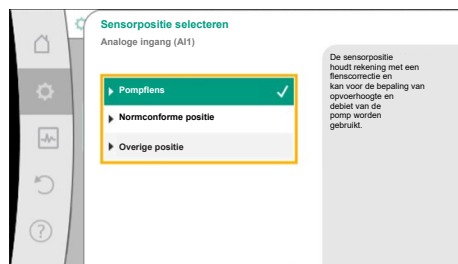 Sensorpositie selecteren
Analoge ingang (AI1)
Pompflens
Normconforme positie
Overige positie
De sensorpositie
houdt rekening met een
flenscorrectie en
kan voor de bepaling van
opvoerhoogte en
debiet van de
pomp worden
gebruikt.
?